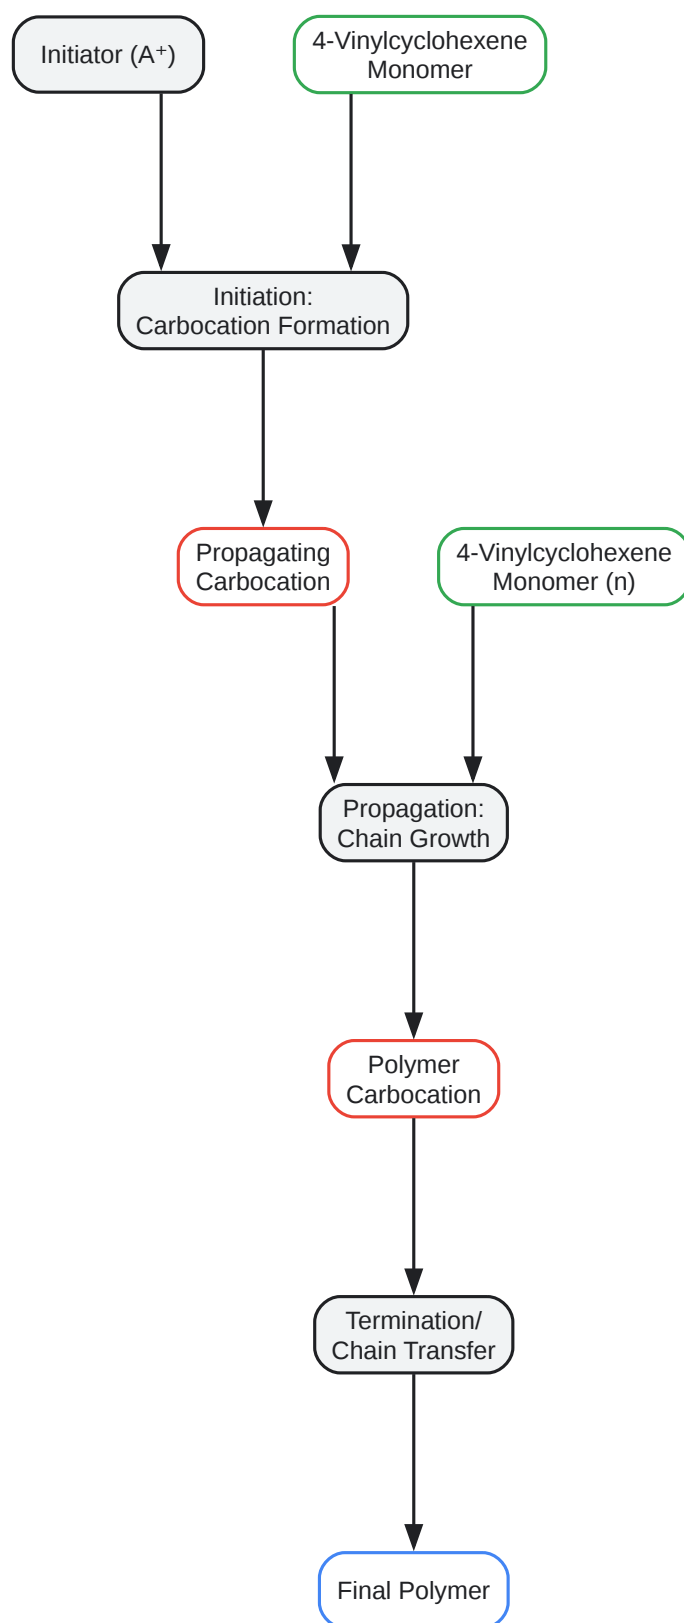 Initiator (A⁺)
4-Vinylcyclohexene
Monomer
Initiation:
Carbocation Formation
Propagating
Carbocation
4-Vinylcyclohexene
Monomer (n)
Propagation:
Chain Growth
Polymer
Carbocation
Termination/
Chain Transfer
Final Polymer